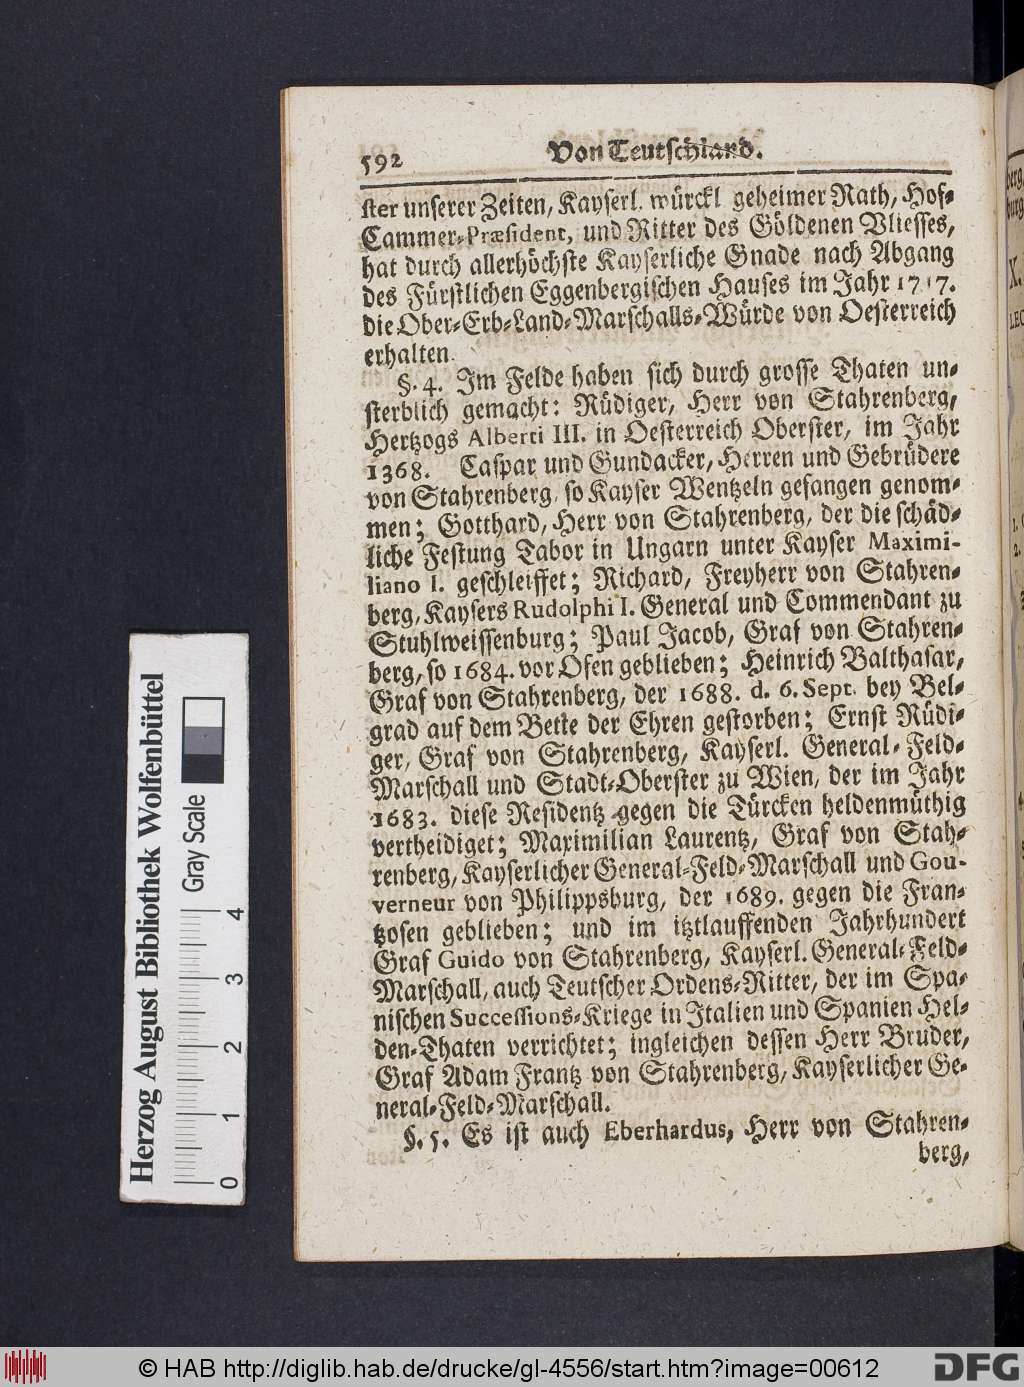 592 Von Teutschland.
ster unserer Zeiten, Kayserl. würckl geheimer Rath, Hof-
Cammer-Præsident, und Ritter des Göldenen Vliesses,
hat durch allerhöchste Kayserliche Gnade nach Abgang
des Fürstlichen Eggenbergischen Hauses im Jahr 1717.
die Ober-Erb-Land-Marschalls-Würde von Oesterreich
erhalten.
§. 4. Im Felde haben sich durch grosse Thaten un-
sterblich gemacht: Rüdiger, Herr von Stahrenberg,
Hertzogs Alberti III. in Oesterreich Oberster, im Jahr
1368. Caspar und Gundacker, Herren und Gebrüdere
von Stahrenberg, so Kayser Wentzeln gefangen genom-
men; Gotthard, Herr von Stahrenberg, der die schäd-
liche Festung Tabor in Ungarn unter Kayser Maximi-
liano I. geschleiffet; Richard, Freyherr von Stahren-
berg, Kaysers Rudolphi I. General und Commendant zu
Stuhlweissenburg; Paul Jacob, Graf von Stahren-
berg, so 1684. vor Ofen geblieben; Heinrich Balthasar,
Graf von Stahrenberg, der 1688. d. 6. Sept. bey Bel-
grad auf dem Bette der Ehren gestorben; Ernst Rüdi-
ger, Graf von Stahrenberg, Kayserl. General-Feld-
Marschall und Stadt-Oberster zu Wien, der im Jahr
1683. diese Residentz gegen die Türcken heldenmüthig
vertheidiget; Maximilian Laurentz, Graf von Stah-
renberg, Kayserlicher General-Feld-Marschall und Gou-
verneur von Philippsburg, der 1689. gegen die Fran-
tzosen geblieben; und im itztlauffenden Jahrhundert
Graf Guido von Stahrenberg, Kayserl. General-Feld-
Marschall, auch Teutscher Ordens-Ritter, der im Spa-
nischen Successions-Kriege in Italien und Spanien Hel-
den-Thaten verrichtet; ingleichen dessen Herr Bruder,
Graf Adam Frantz von Stahrenberg, Kayserlicher Ge-
neral-Feld-Marschall.
§. 5. Es ist auch Eberhardus, Herr von Stahren-
berg,
Herzog August Bibliothek Wolfenbüttel
Gray Scale
0 1 2 3 4
© HAB http://diglib.hab.de/drucke/gl-4556/start.htm?image=00612
DFG